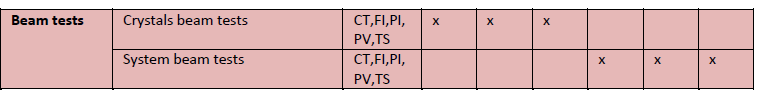 Beam tests Crystals beam tests CT,FI,PI, x x x
PV,TS
System beam tests CT,FI,PI, x x x
PV,TS